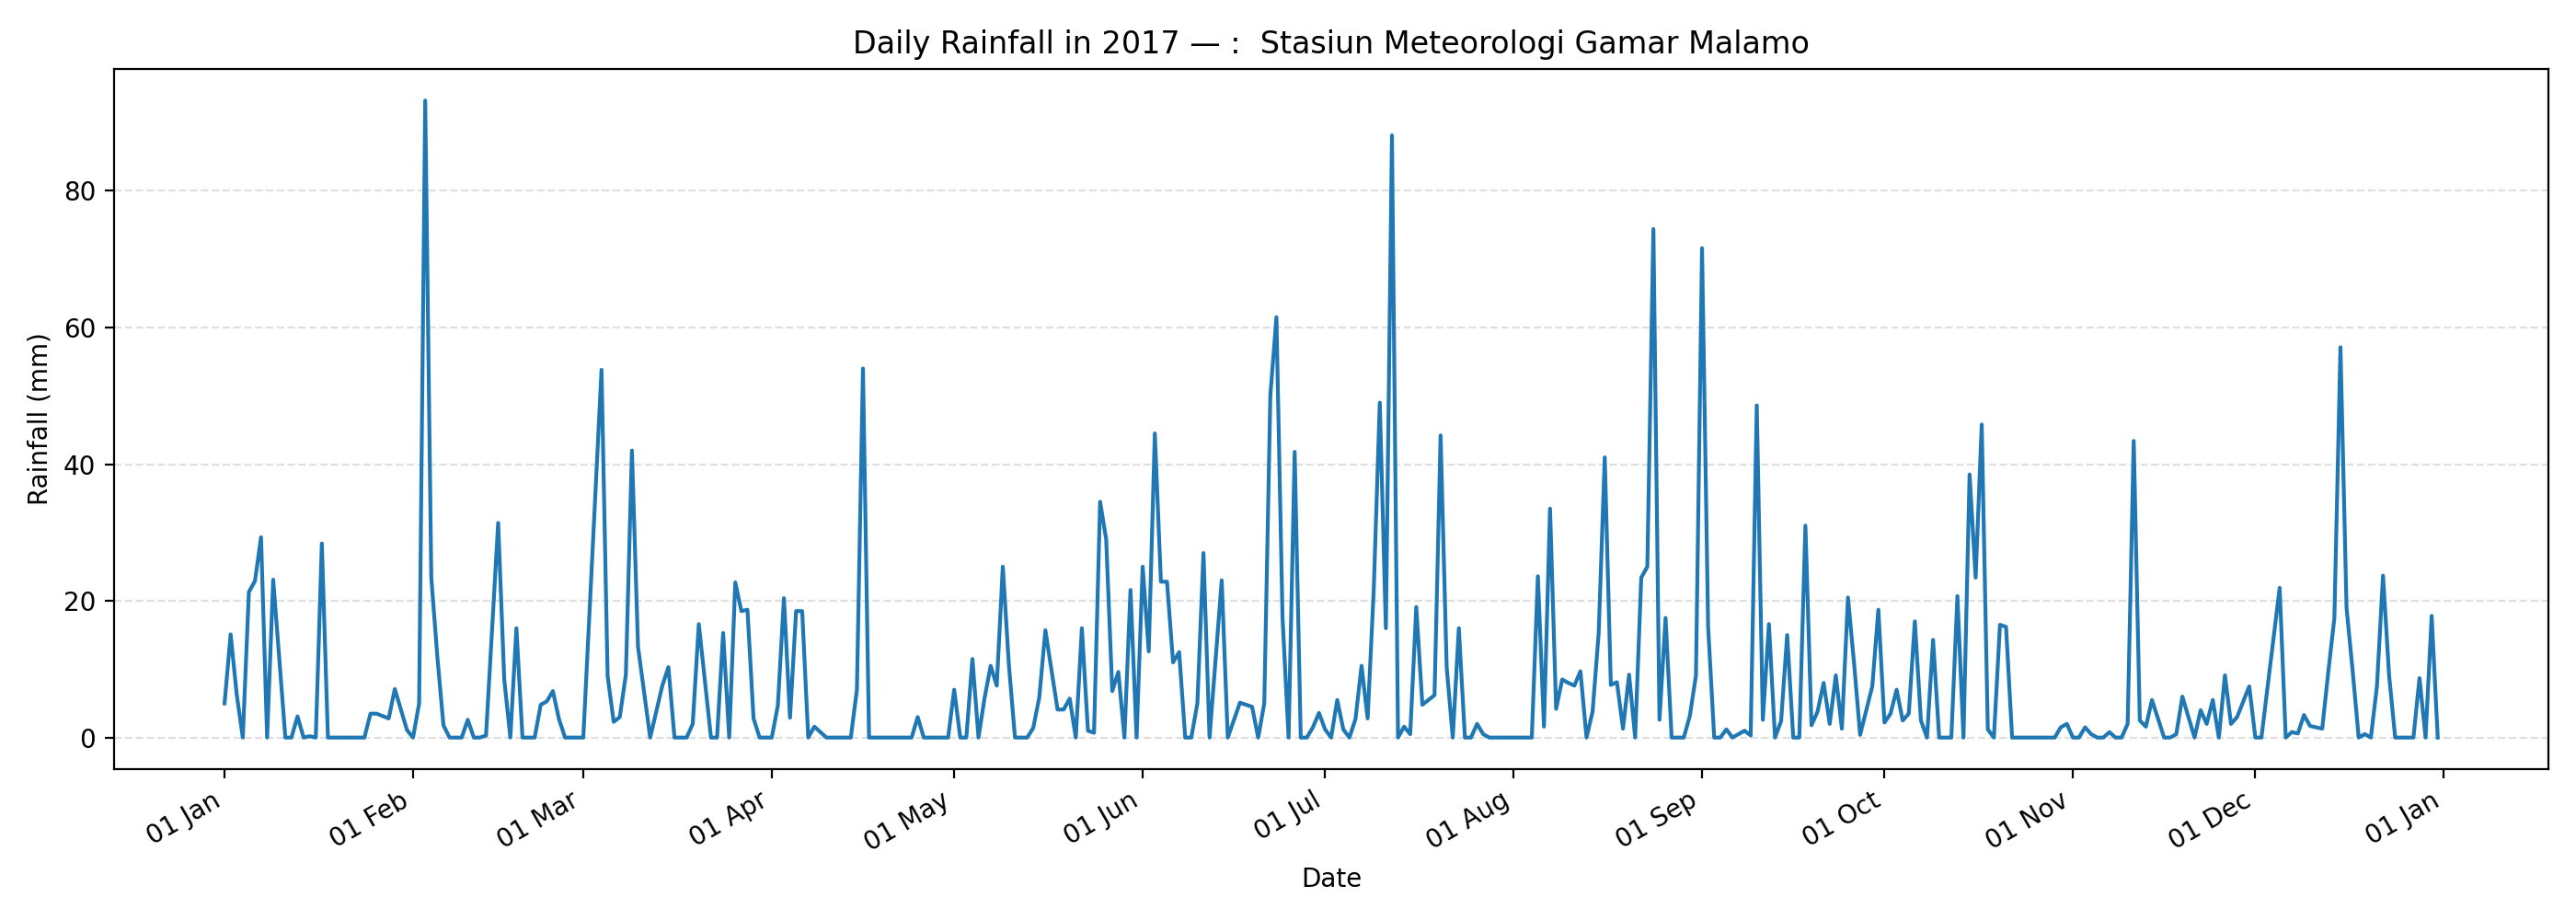 Daily Rainfall in 2017 — :  Stasiun Meteorologi Gamar Malamo
Rainfall (mm)
80
60
40
20
0
01 Jan
01 Feb
01 Mar
01 Apr
01 May
01 Jun
01 Jul
01 Aug
01 Sep
01 Oct
01 Nov
01 Dec
01 Jan
Date